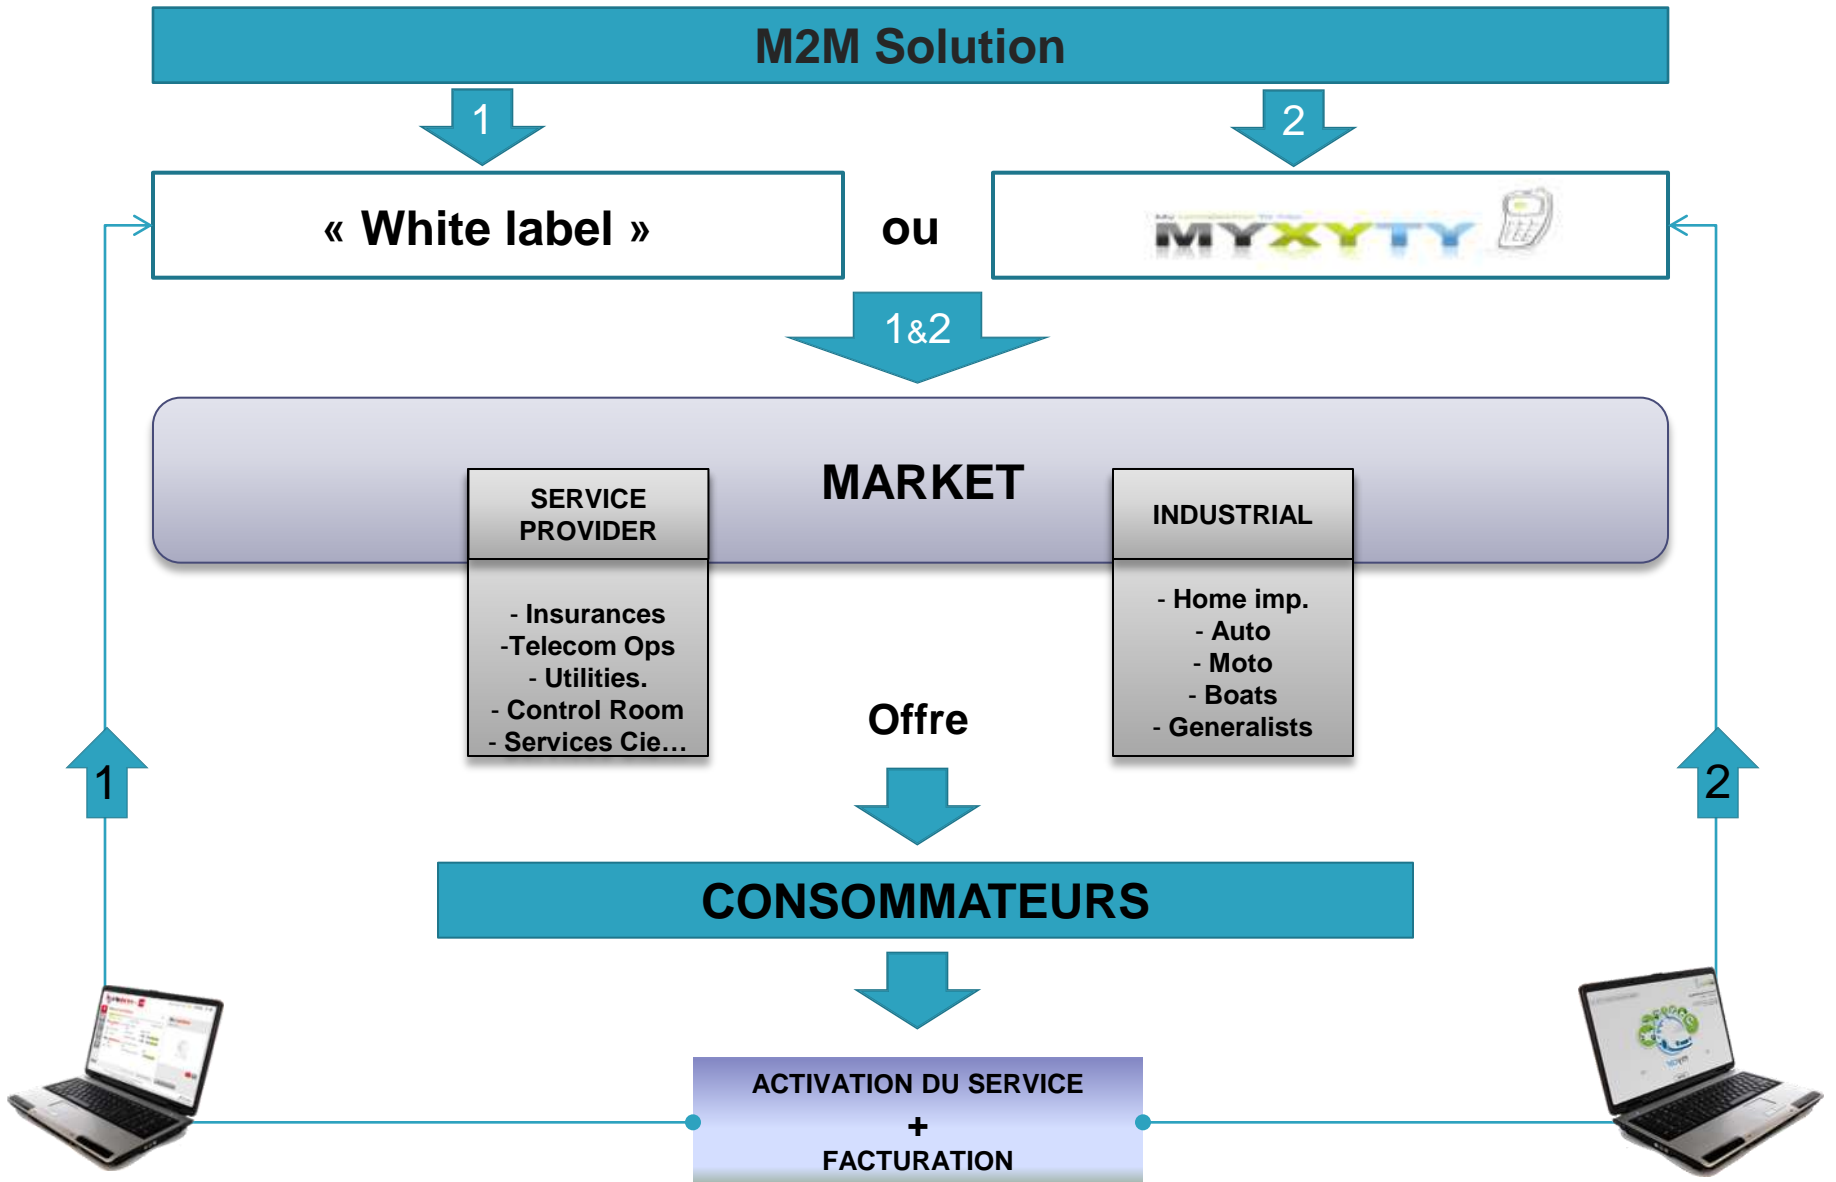 M2M Solution
1
2
« White label »
ou
MYXYTY
1&2
MARKET
SERVICE
PROVIDER
INDUSTRIAL
- Insurances
-Telecom Ops
- Utilities.
- Control Room
- Services Cie…
- Home imp.
- Auto
- Moto
- Boats
- Generalists
Offre
1
2
CONSOMMATEURS
ACTIVATION DU SERVICE
+
FACTURATION